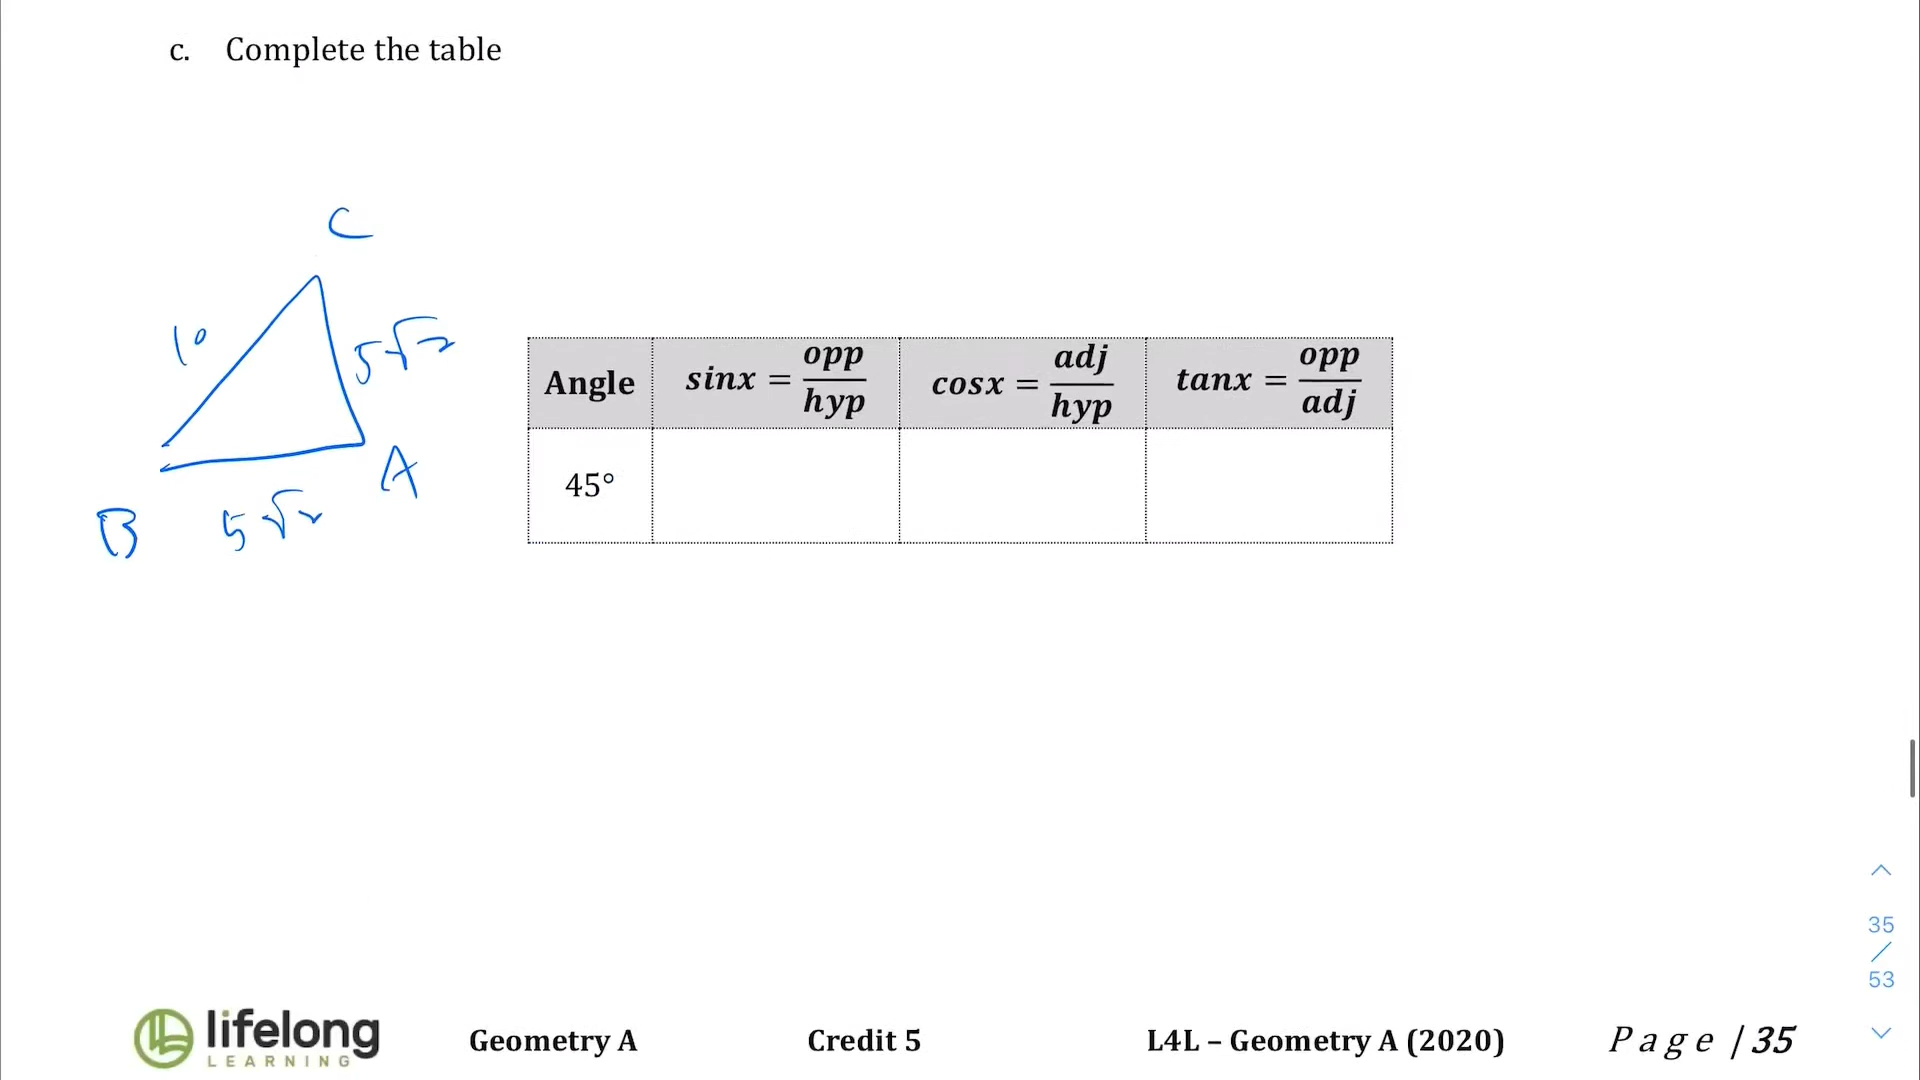 c. Complete the table
C
10
5√2
A
B
5√2
Angle sinx = opp/hyp cosx = adj/hyp tanx = opp/adj
45°
35
/
53
lifelong
LEARNING
Geometry A Credit 5 L4L – Geometry A (2020) Page | 35